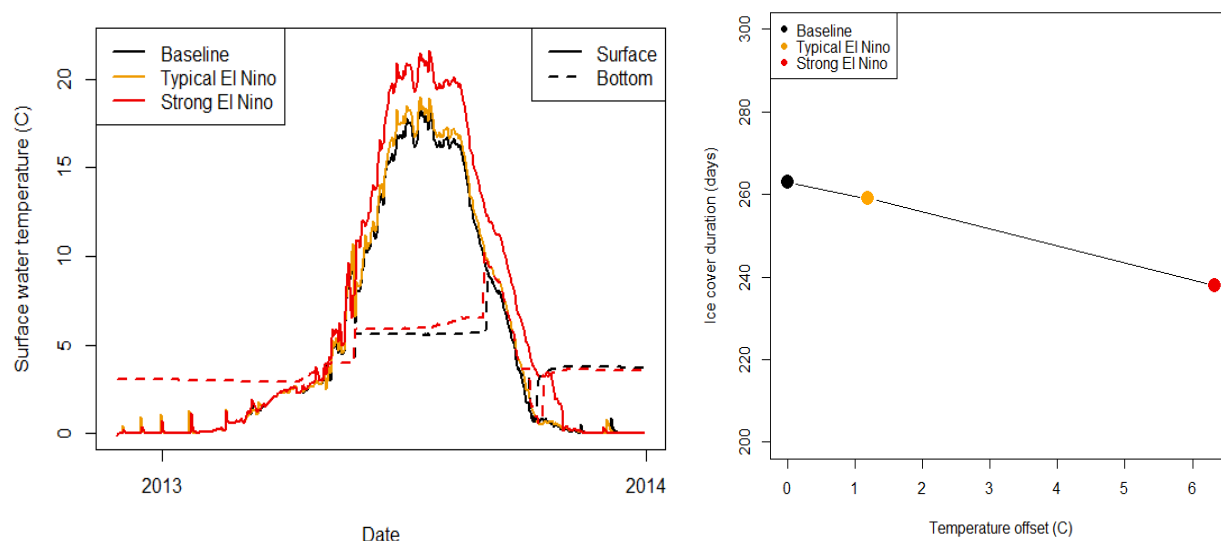 Baseline
Typical El Nino
Strong El Nino
Surface
Bottom
Surface water temperature (C)
20
15
10
5
0
2013
2014
Date
Baseline
Typical El Nino
Strong El Nino
Ice cover duration (days)
300
280
260
240
220
200
0
1
2
3
4
5
6
Temperature offset (C)